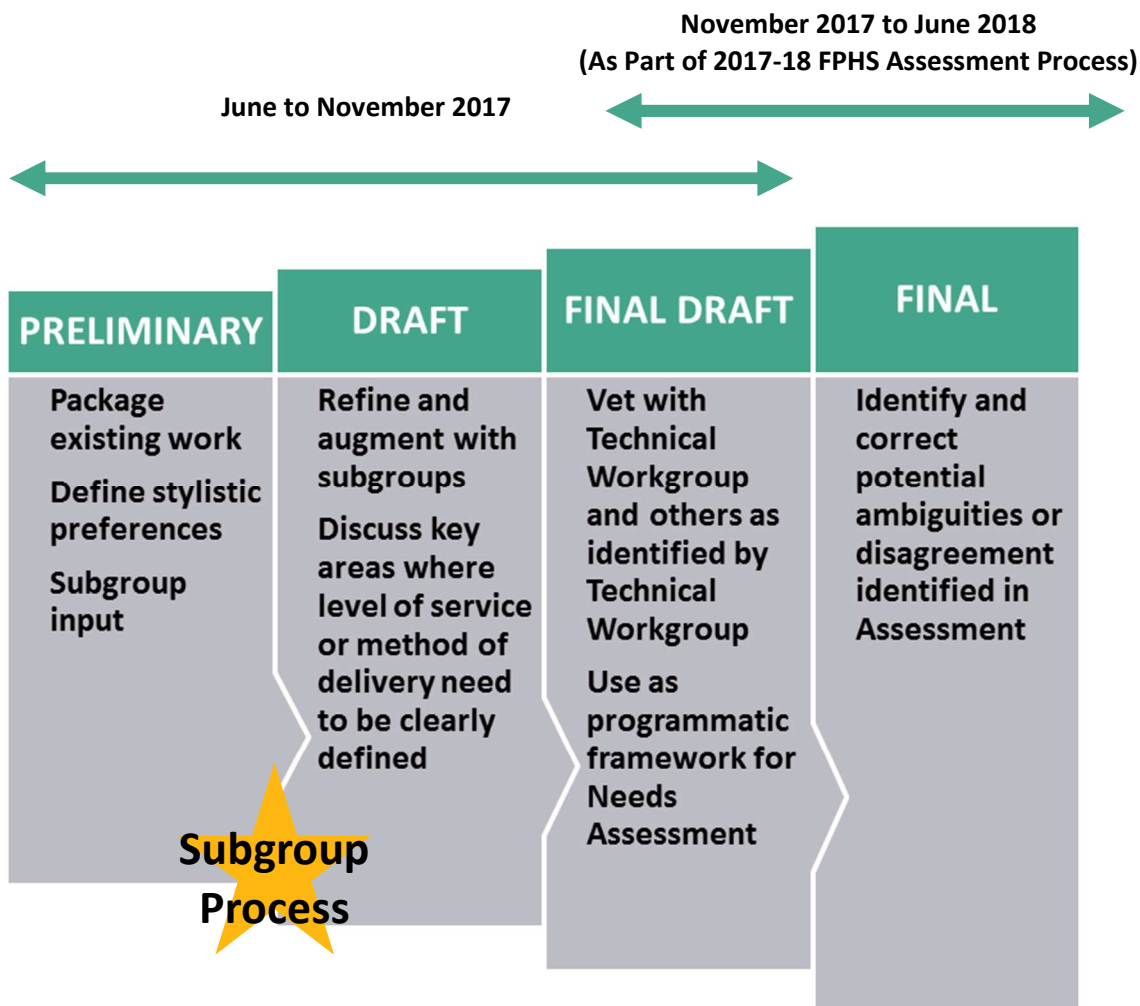 November 2017 to June 2018
(As Part of 2017-18 FPHS Assessment Process)
June to November 2017
PRELIMINARY
Package
existing work
Define stylistic
preferences
Subgroup
input
DRAFT
Refine and
augment with
subgroups
Discuss key
areas where
level of service
or method of
delivery need
to be clearly
defined
FINAL DRAFT
Vet with
Technical
Workgroup
and others as
identified by
Technical
Workgroup
Use as
programmatic
framework for
Needs
Assessment
FINAL
Identify and
correct
potential
ambiguities or
disagreement
identified in
Assessment
Subgroup
Process